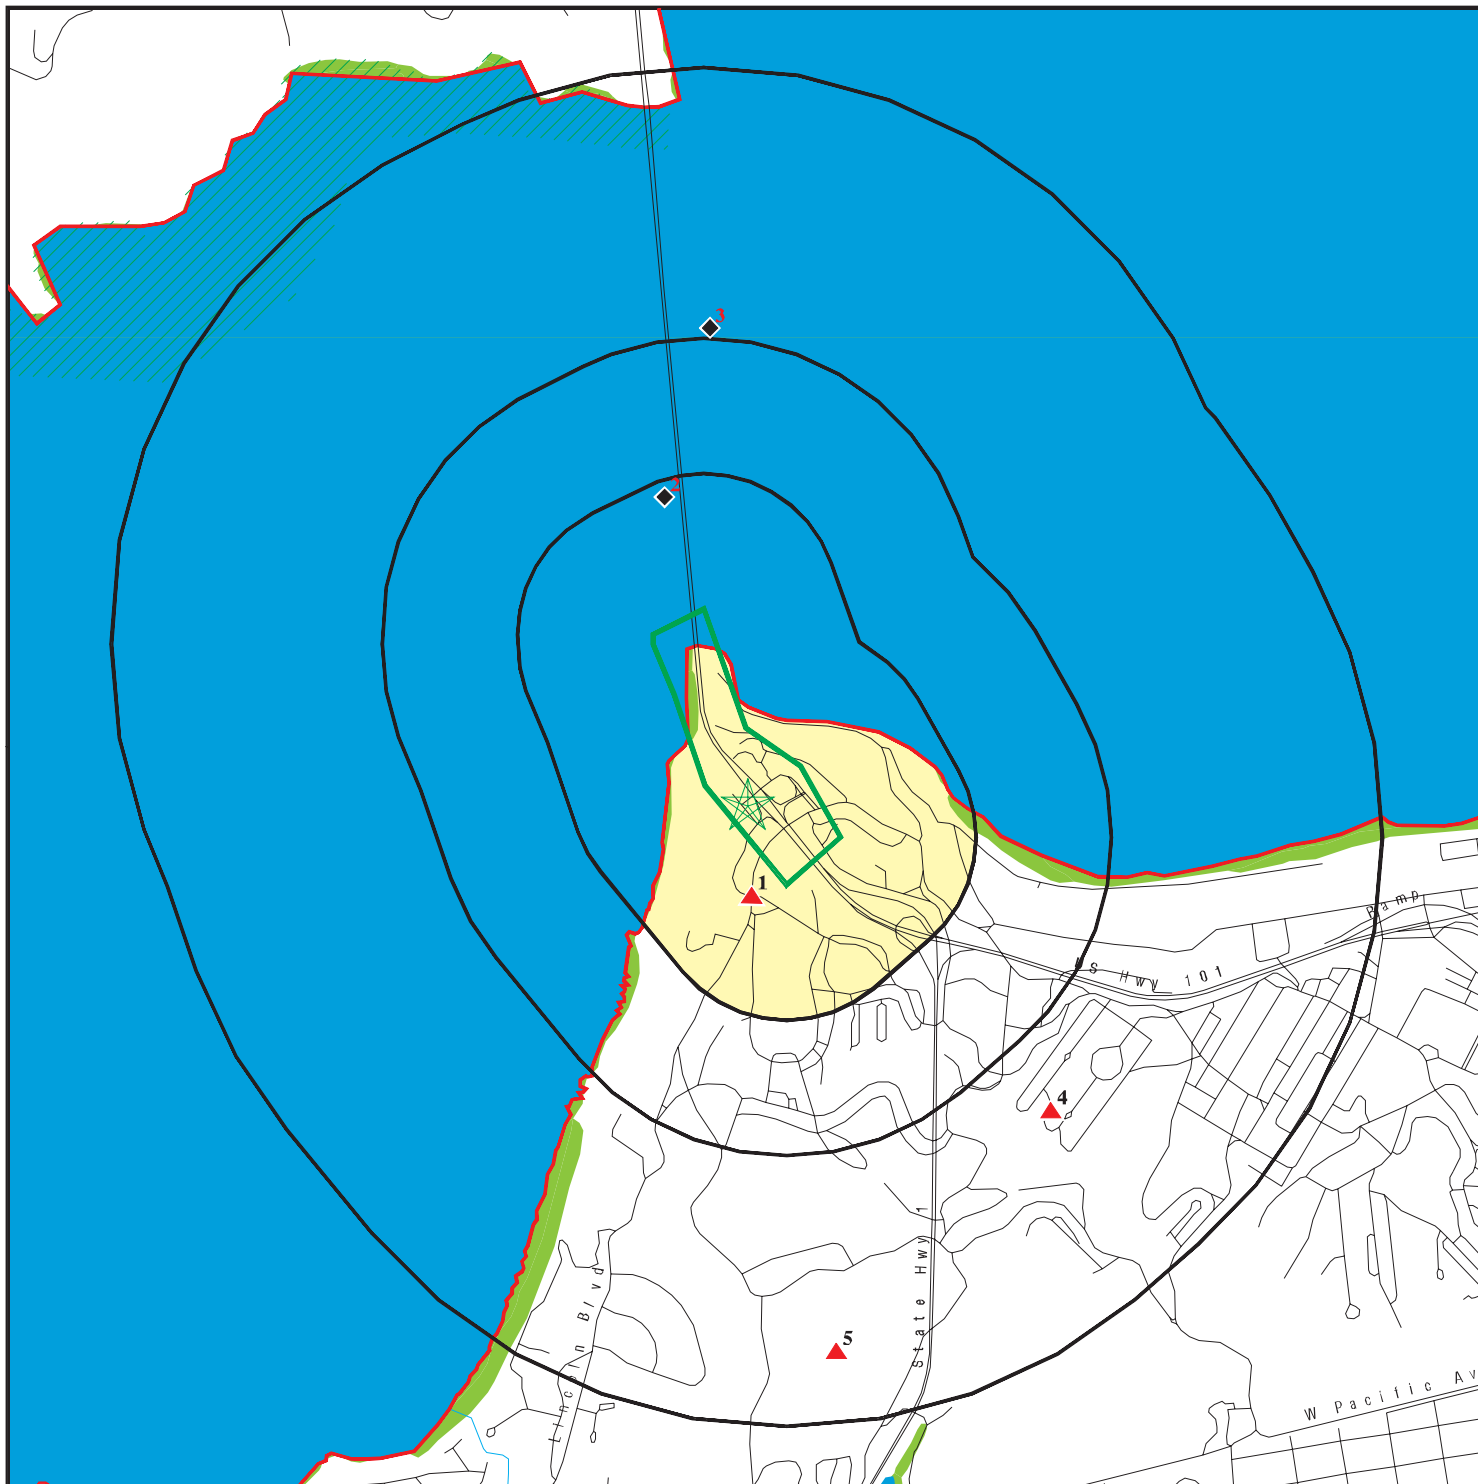 3
2
1
Ramp
US Hwy 101
4
State Hwy 1
Lincoln Blvd
5
W Pacific Av